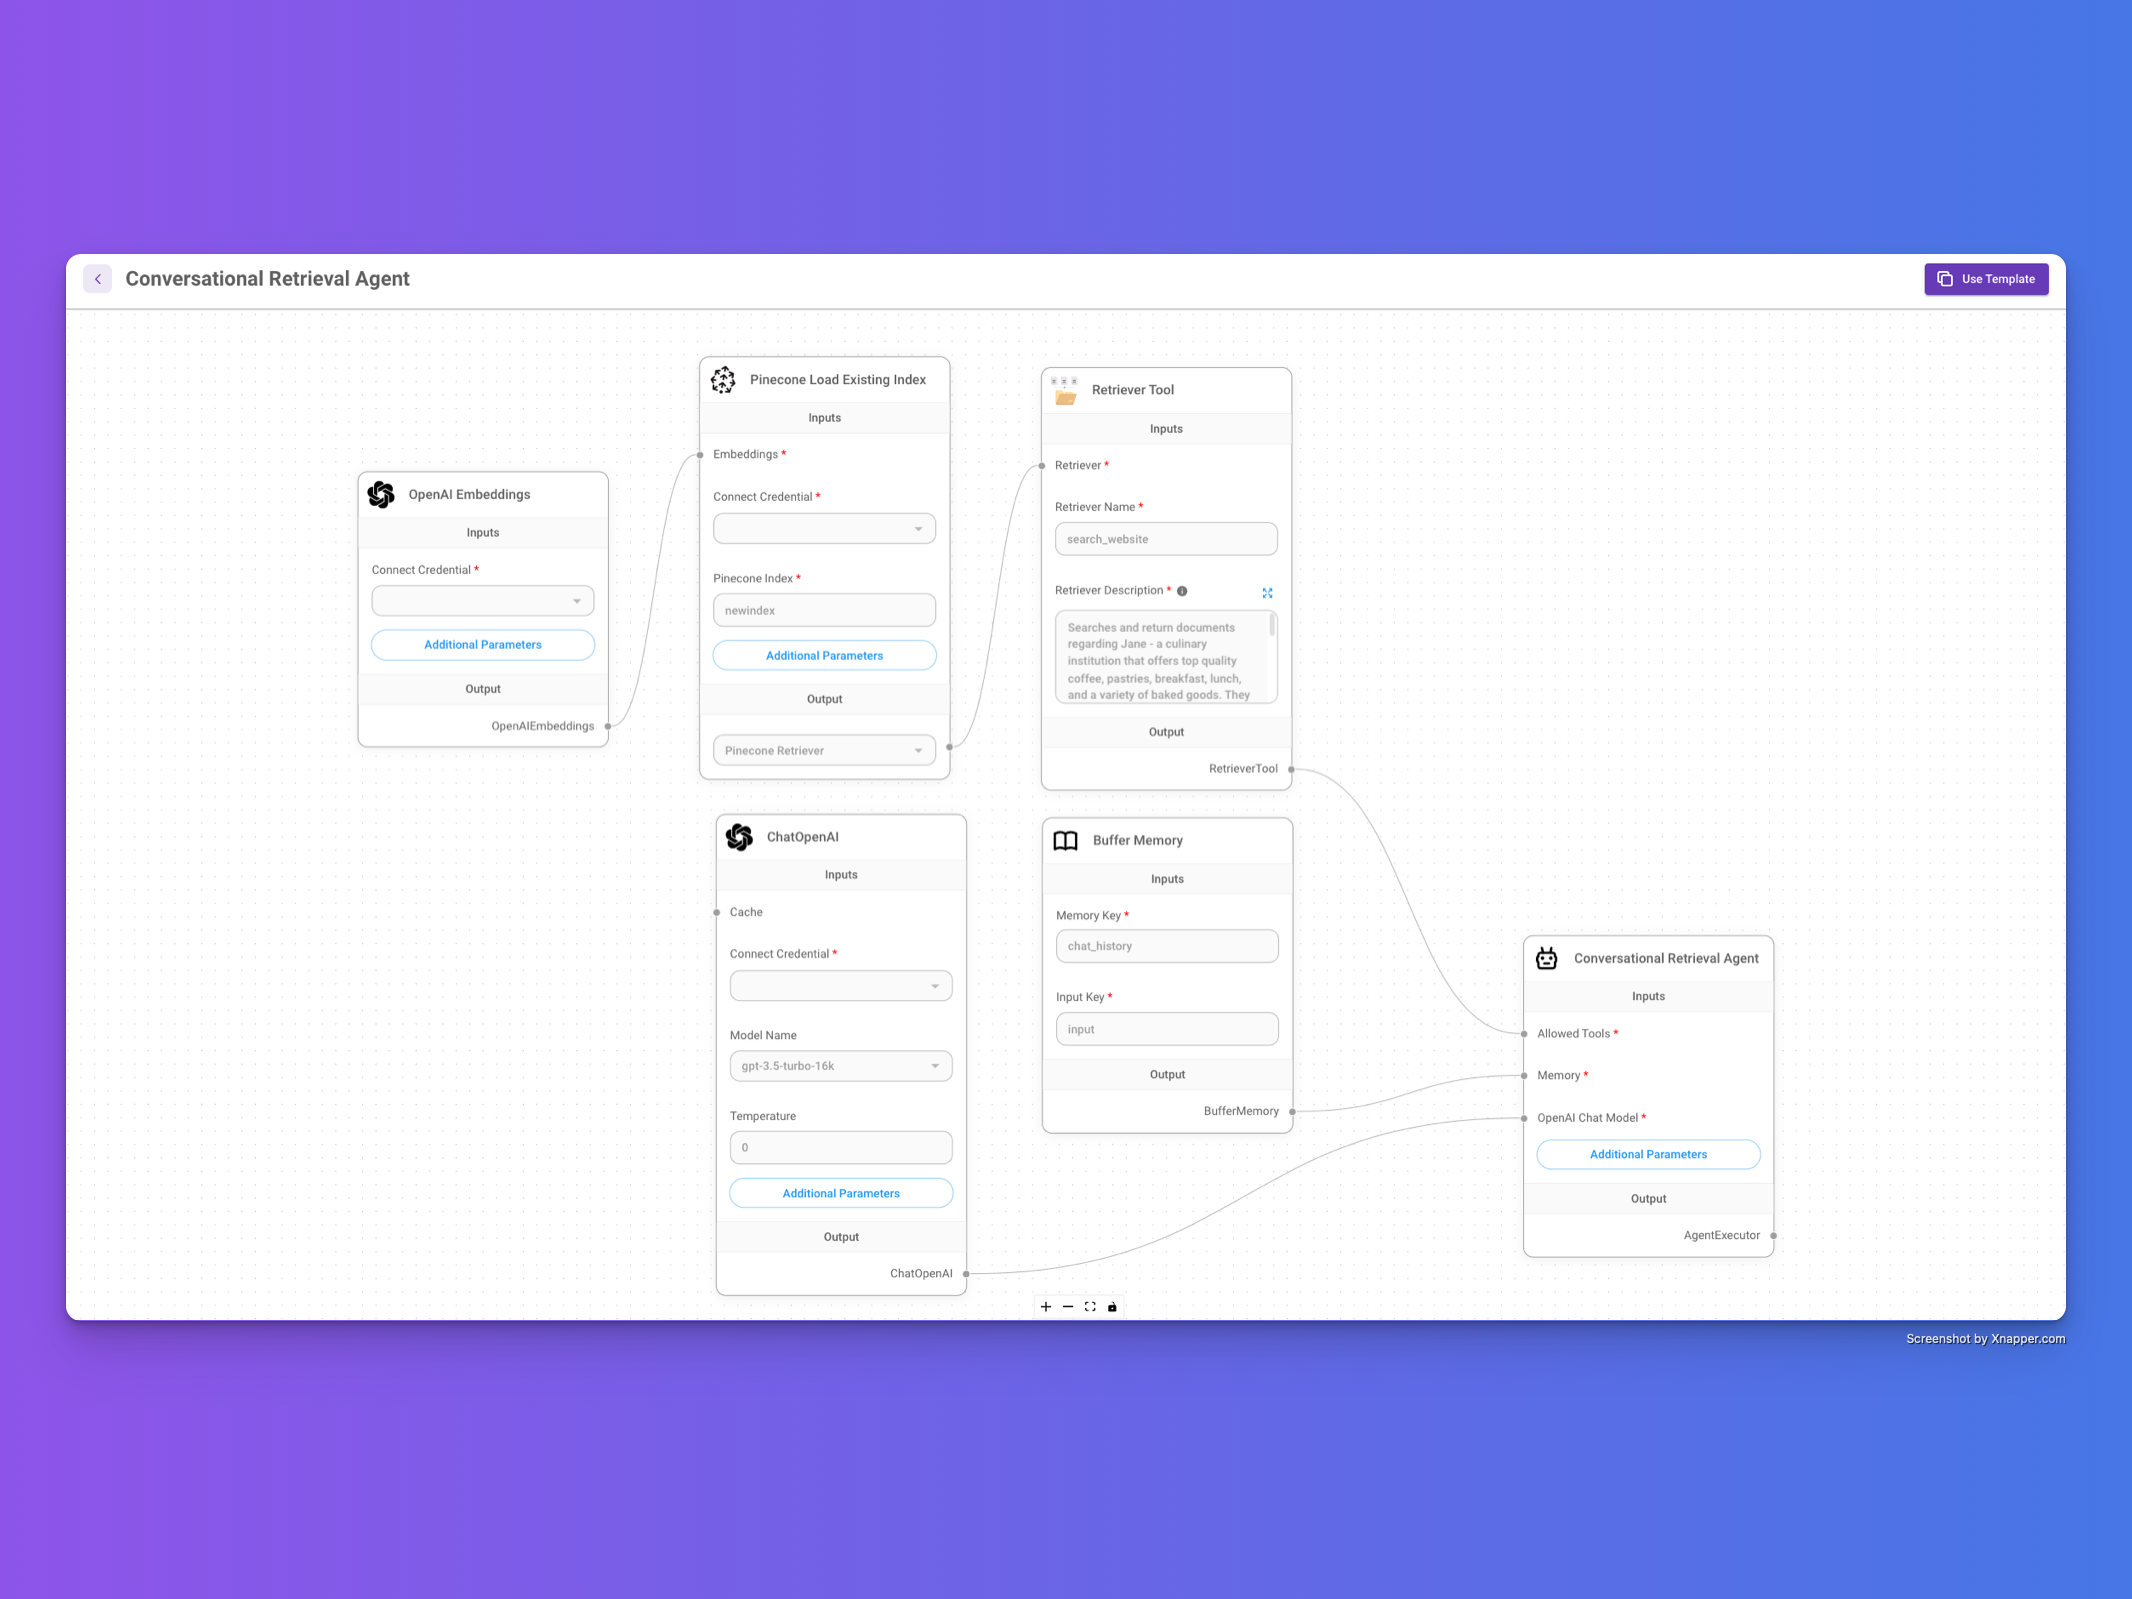 Conversational Retrieval Agent
Use Template
OpenAI Embeddings
Inputs
Connect Credential *
Additional Parameters
Output
OpenAIEmbeddings
Pinecone Load Existing Index
Inputs
Embeddings *
Connect Credential *
Pinecone Index *
newindex
Additional Parameters
Output
Pinecone Retriever
Retriever Tool
Inputs
Retriever *
Retriever Name *
search_website
Retriever Description *
Searches and return documents
regarding Jane - a culinary
institution that offers top quality
coffee, pastries, breakfast, lunch,
and a variety of baked goods. They
Output
RetrieverTool
ChatOpenAI
Inputs
Cache
Connect Credential *
Model Name
gpt-3.5-turbo-16k
Temperature
0
Additional Parameters
Output
ChatOpenAI
Buffer Memory
Inputs
Memory Key *
chat_history
Input Key *
input
Output
BufferMemory
Conversational Retrieval Agent
Inputs
Allowed Tools *
Memory *
OpenAI Chat Model *
Additional Parameters
Output
AgentExecutor
Screenshot by Xnapper.com